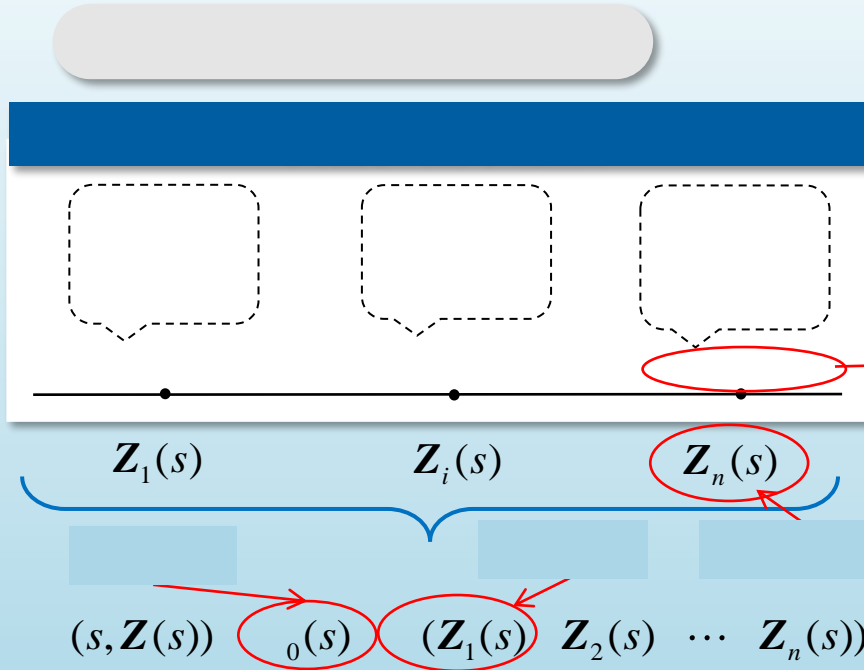 Z₁(s) Zᵢ(s) Zₙ(s)
(s, Z(s)) ₀(s) (Z₁(s) Z₂(s) ⋯ Zₙ(s))